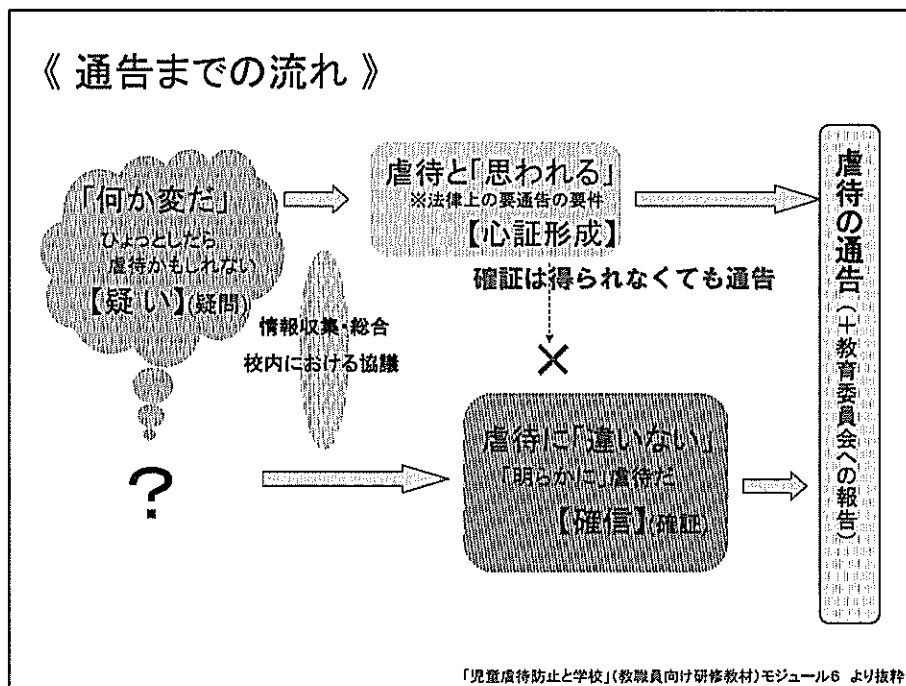 《 通告までの流れ 》
「何か変だ」
ひょっとしたら
虐待かもしれない
【疑い】(疑問)
?
情報収集・総合
校内における協議
虐待と「思われる」
※法律上の要通告の要件
【心証形成】
確証は得られなくても通告
×
虐待に「違いない」
「明らかに」虐待だ
【確信】(確証)
虐待の通告(+教育委員会への報告)
「児童虐待防止と学校」(教職員向け研修教材)モジュール6 より抜粋